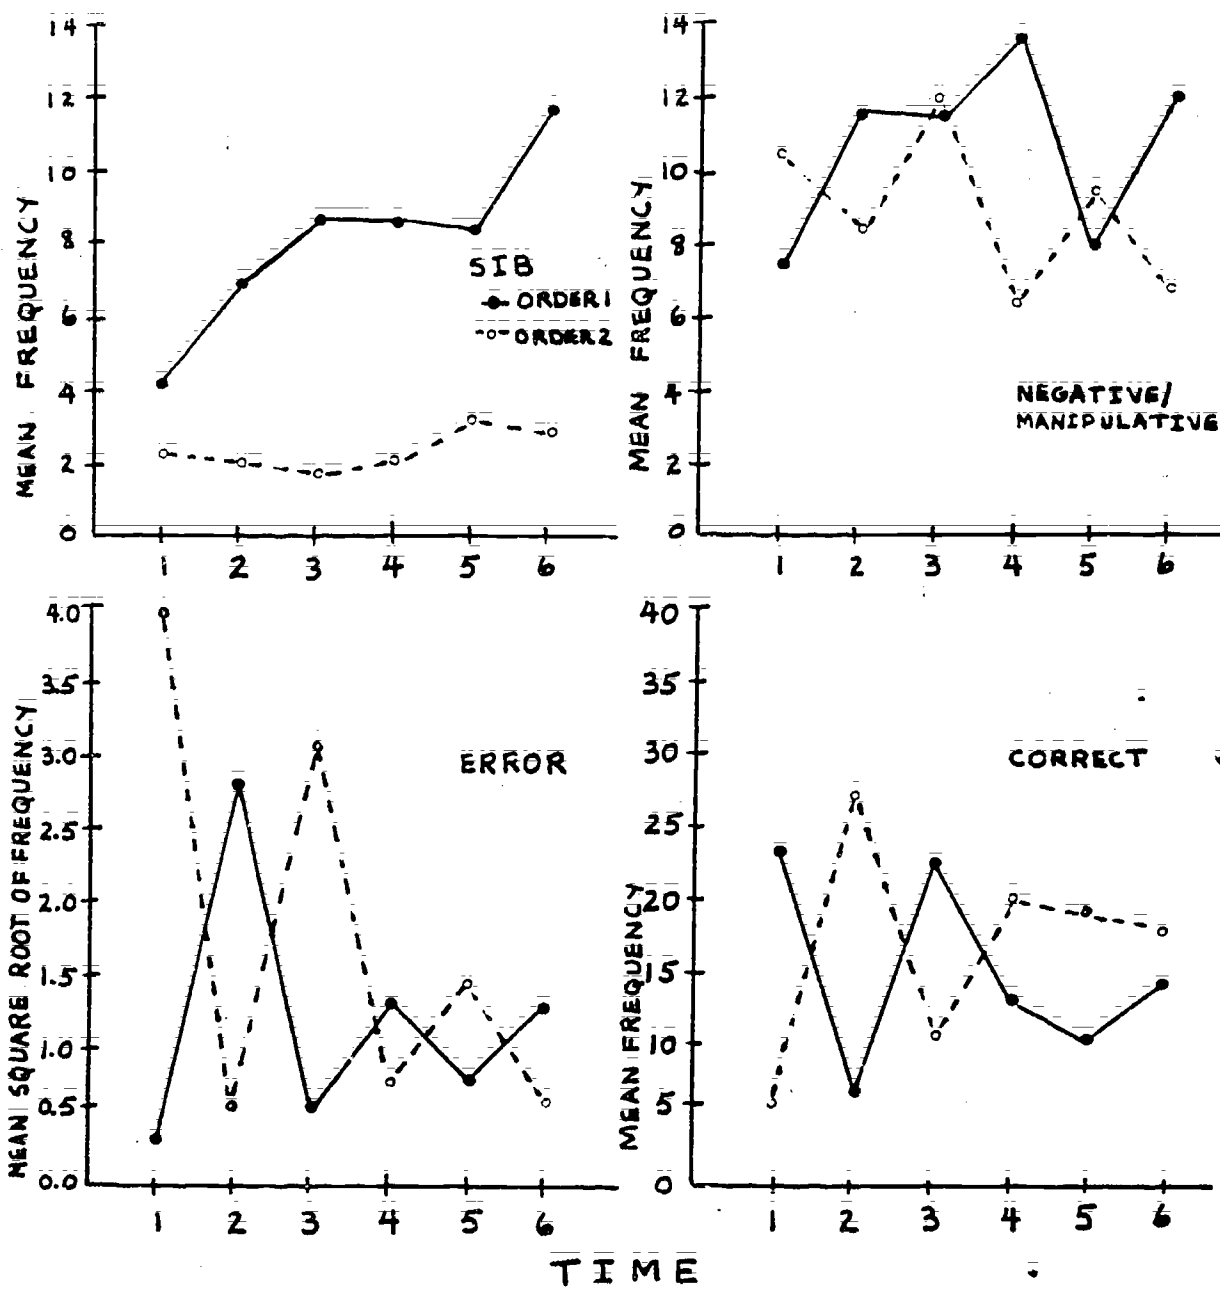 MEAN FREQUENCY
14
12
10
8
6
4
2
0
1 2 3 4 5 6
SIB
ORDER 1
ORDER 2
MEAN FREQUENCY
14
12
10
8
6
4
2
0
1 2 3 4 5 6
NEGATIVE/
MANIPULATIVE
MEAN SQUARE ROOT OF FREQUENCY
4.0
3.5
3.0
2.5
2.0
1.5
1.0
0.5
0.0
1 2 3 4 5 6
ERROR
MEAN FREQUENCY
40
35
30
25
20
15
10
5
0
1 2 3 4 5 6
CORRECT
TIME